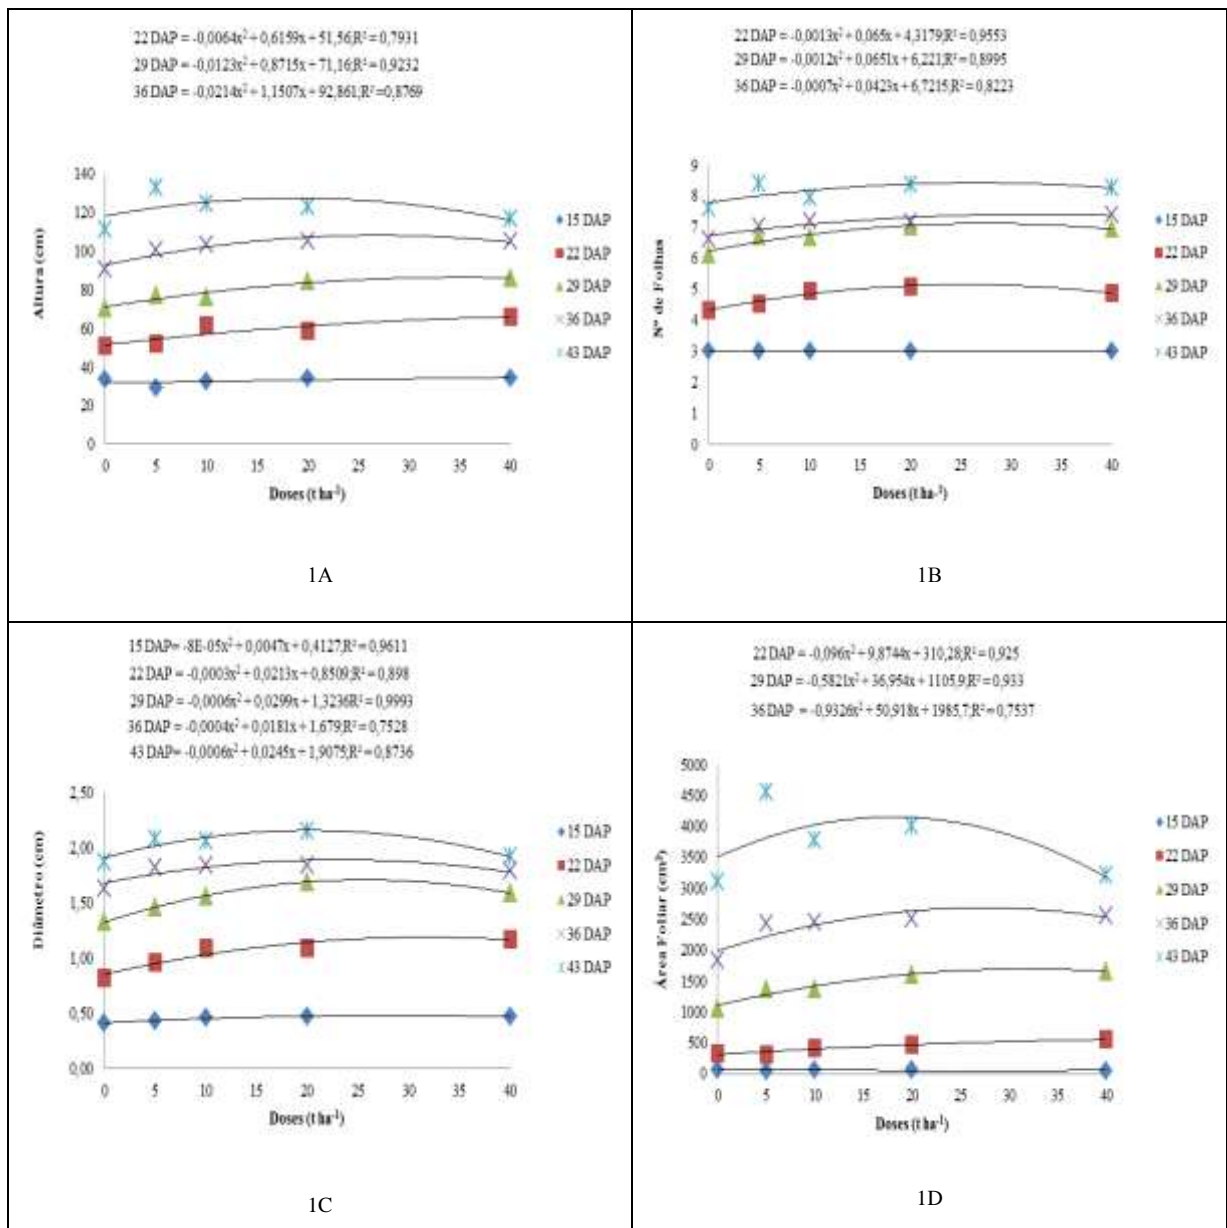 22 DAP = -0,0064x² + 0,6159x + 51,56; R² = 0,7931
29 DAP = -0,0123x² + 0,8715x + 71,16; R² = 0,9232
36 DAP = -0,0214x² + 1,1507x + 92,861; R² = 0,8769
140
120
100
80
60
40
20
0
Altura (cm)
0 5 10 15 20 25 30 35 40
Doses (t ha⁻¹)
15 DAP
22 DAP
29 DAP
36 DAP
43 DAP
1A
22 DAP = -0,0013x² + 0,065x + 4,3179; R² = 0,9553
29 DAP = -0,0012x² + 0,0651x + 6,221; R² = 0,8995
36 DAP = -0,0007x² + 0,0423x + 6,7215; R² = 0,8223
9
8
7
6
5
4
3
2
1
0
Nº de Folhas
0 5 10 15 20 25 30 35 40
Doses (t ha⁻¹)
15 DAP
22 DAP
29 DAP
36 DAP
43 DAP
1B
15 DAP= -8E-05x² + 0,0047x + 0,4127; R² = 0,9611
22 DAP = -0,0003x² + 0,0213x + 0,8509; R² = 0,898
29 DAP = -0,0006x² + 0,0299x + 1,3236; R² = 0,9993
36 DAP = -0,0004x² + 0,0181x + 1,679; R² = 0,7528
43 DAP= -0,0006x² + 0,0245x + 1,9075; R² = 0,8736
2,50
2,00
1,50
1,00
0,50
0,00
Diâmetro (cm)
0 5 10 15 20 25 30 35 40
Doses (t ha⁻¹)
15 DAP
22 DAP
29 DAP
36 DAP
43 DAP
1C
22 DAP = -0,096x² + 9,8744x + 310,28; R² = 0,925
29 DAP = -0,5821x² + 36,954x + 1105,9; R² = 0,933
36 DAP = -0,9326x² + 50,918x + 1985,7; R² = 0,7537
5000
4500
4000
3500
3000
2500
2000
1500
1000
500
0
Área Foliar (cm²)
0 5 10 15 20 25 30 35 40
Doses (t ha⁻¹)
15 DAP
22 DAP
29 DAP
36 DAP
43 DAP
1D